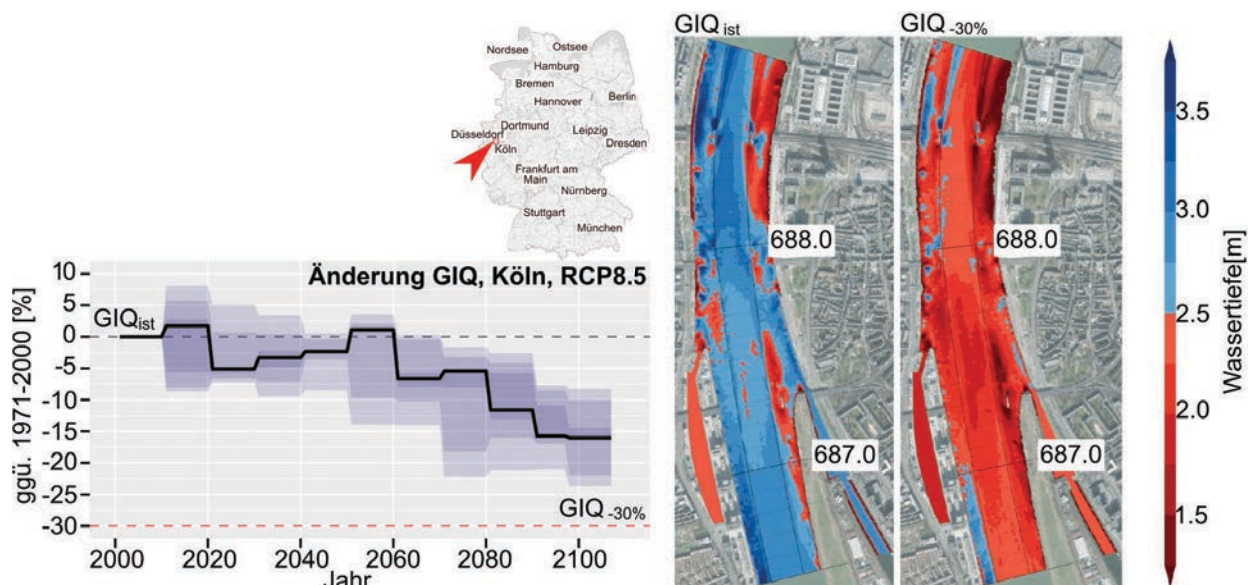 Nordsee
Ostsee
Hamburg
Bremen
Hannover
Berlin
Dortmund
Düsseldorf
Köln
Leipzig
Dresden
Frankfurt am
Main
Nürnberg
Stuttgart
München
Änderung GlQ, Köln, RCP8.5
ggü. 1971-2000 [%]
10
5
0
-5
-10
-15
-20
-25
-30
GlQist
GlQ -30%
2000
2020
2040
2060
2080
2100
Jahr
GlQ ist
688.0
687.0
GlQ -30%
688.0
687.0
3.5
3.0
2.5
2.0
1.5
Wassertiefe[m]